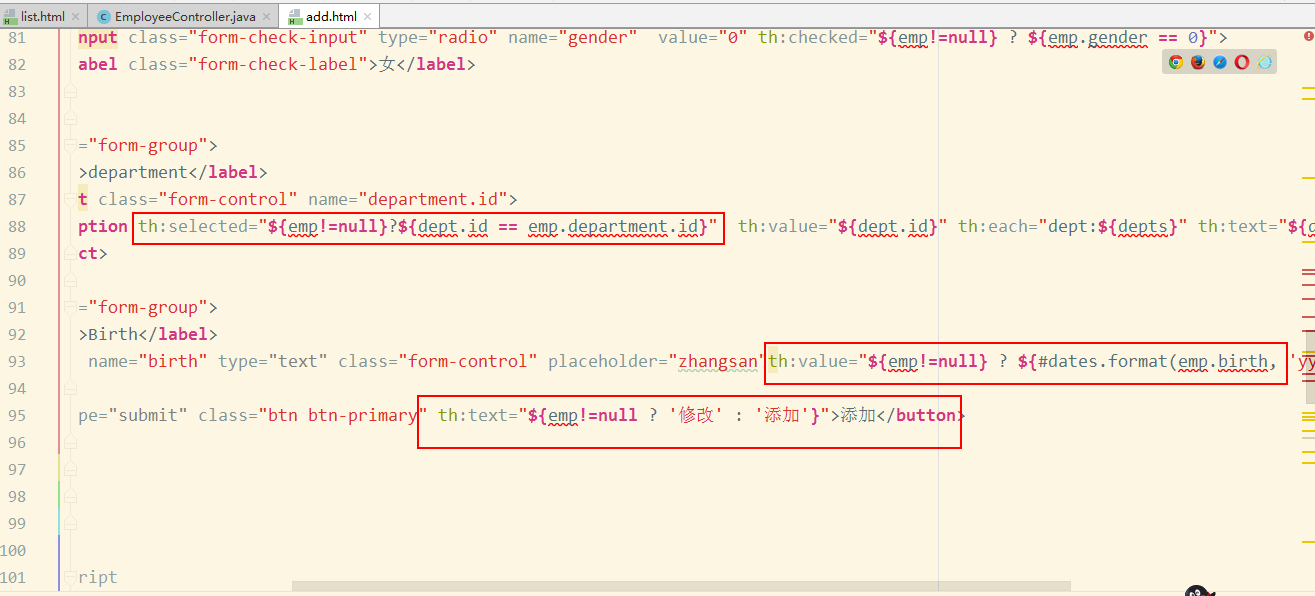 list.html EmployeeController.java add.html
81 nput class="form-check-input" type="radio" name="gender" value="0" th:checked="${emp!=null} ? ${emp.gender == 0}">
82 abel class="form-check-label">女</label>
83
84
85 ="form-group">
86 >department</label>
87 t class="form-control" name="department.id">
88 ption th:selected="${emp!=null}?${dept.id == emp.department.id}" th:value="${dept.id}" th:each="dept:${depts}" th:text="${d
89 ct>
90
91 ="form-group">
92 >Birth</label>
93 name="birth" type="text" class="form-control" placeholder="zhangsan"th:value="${emp!=null} ? ${#dates.format(emp.birth, 'yy
94
95 pe="submit" class="btn btn-primary" th:text="${emp!=null ? '修改' : '添加'}">添加</button>
96
97
98
99
100
101 ript